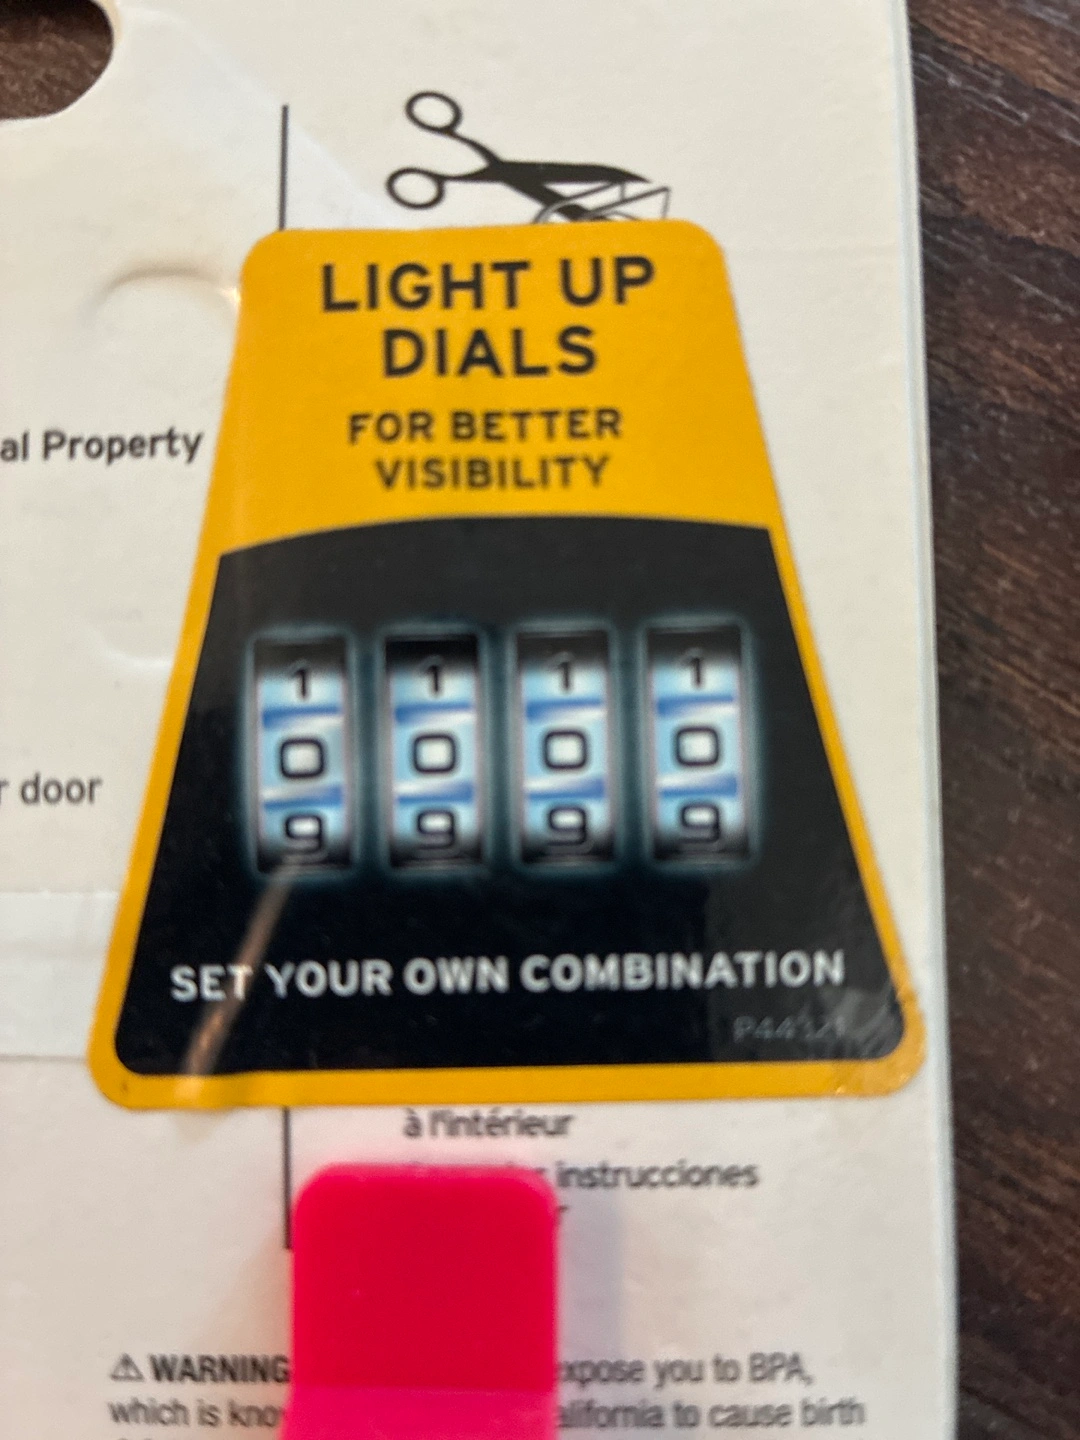 LIGHT UP
DIALS
FOR BETTER
VISIBILITY
al Property
1 1 1 1
0 0 0 0
r door
9 9 9 9
SET YOUR OWN COMBINATION
à l'intérieur
instrucciones
⚠ WARNING xpose you to BPA,
which is kno alifornia to cause birth